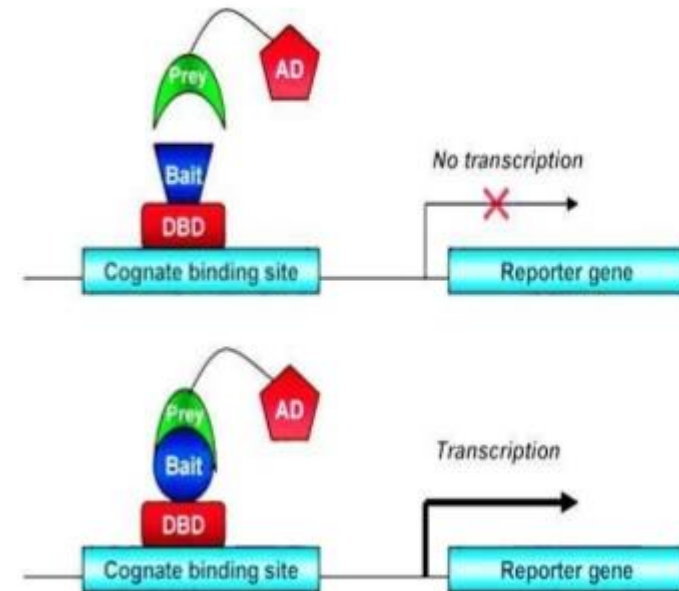 Prey
AD
No transcription
Bait
DBD
Cognate binding site
Reporter gene
Prey
AD
Transcription
Bait
DBD
Cognate binding site
Reporter gene